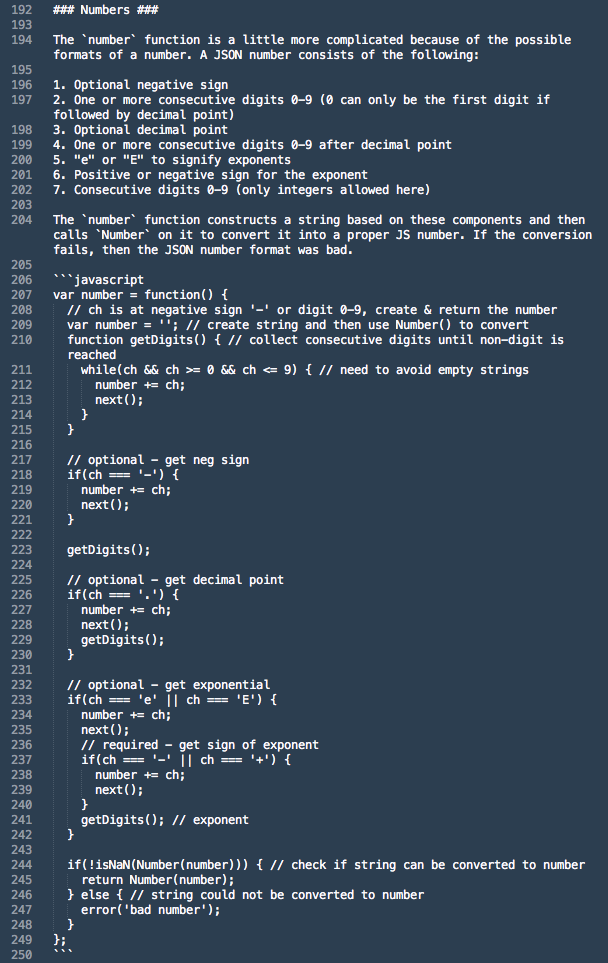 192 ### Numbers ###
193
194 The `number` function is a little more complicated because of the possible
formats of a number. A JSON number consists of the following:
195
196 1. Optional negative sign
197 2. One or more consecutive digits 0-9 (0 can only be the first digit if
followed by decimal point)
198 3. Optional decimal point
199 4. One or more consecutive digits 0-9 after decimal point
200 5. "e" or "E" to signify exponents
201 6. Positive or negative sign for the exponent
202 7. Consecutive digits 0-9 (only integers allowed here)
203
204 The `number` function constructs a string based on these components and then
calls `Number` on it to convert it into a proper JS number. If the conversion
fails, then the JSON number format was bad.
205
206 ```javascript
207 var number = function() {
208   // ch is at negative sign '-' or digit 0-9, create & return the number
209   var number = ''; // create string and then use Number() to convert
210   function getDigits() { // collect consecutive digits until non-digit is
reached
211     while(ch && ch >= 0 && ch <= 9) { // need to avoid empty strings
212       number += ch;
213       next();
214     }
215   }
216
217   // optional - get neg sign
218   if(ch === '-') {
219     number += ch;
220     next();
221   }
222
223   getDigits();
224
225   // optional - get decimal point
226   if(ch === '.') {
227     number += ch;
228     next();
229     getDigits();
230   }
231
232   // optional - get exponential
233   if(ch === 'e' || ch === 'E') {
234     number += ch;
235     next();
236     // required - get sign of exponent
237     if(ch === '-' || ch === '+') {
238       number += ch;
239       next();
240     }
241     getDigits(); // exponent
242   }
243
244   if(!isNaN(Number(number))) { // check if string can be converted to number
245     return Number(number);
246   } else { // string could not be converted to number
247     error('bad number');
248   }
249 };
250 ```